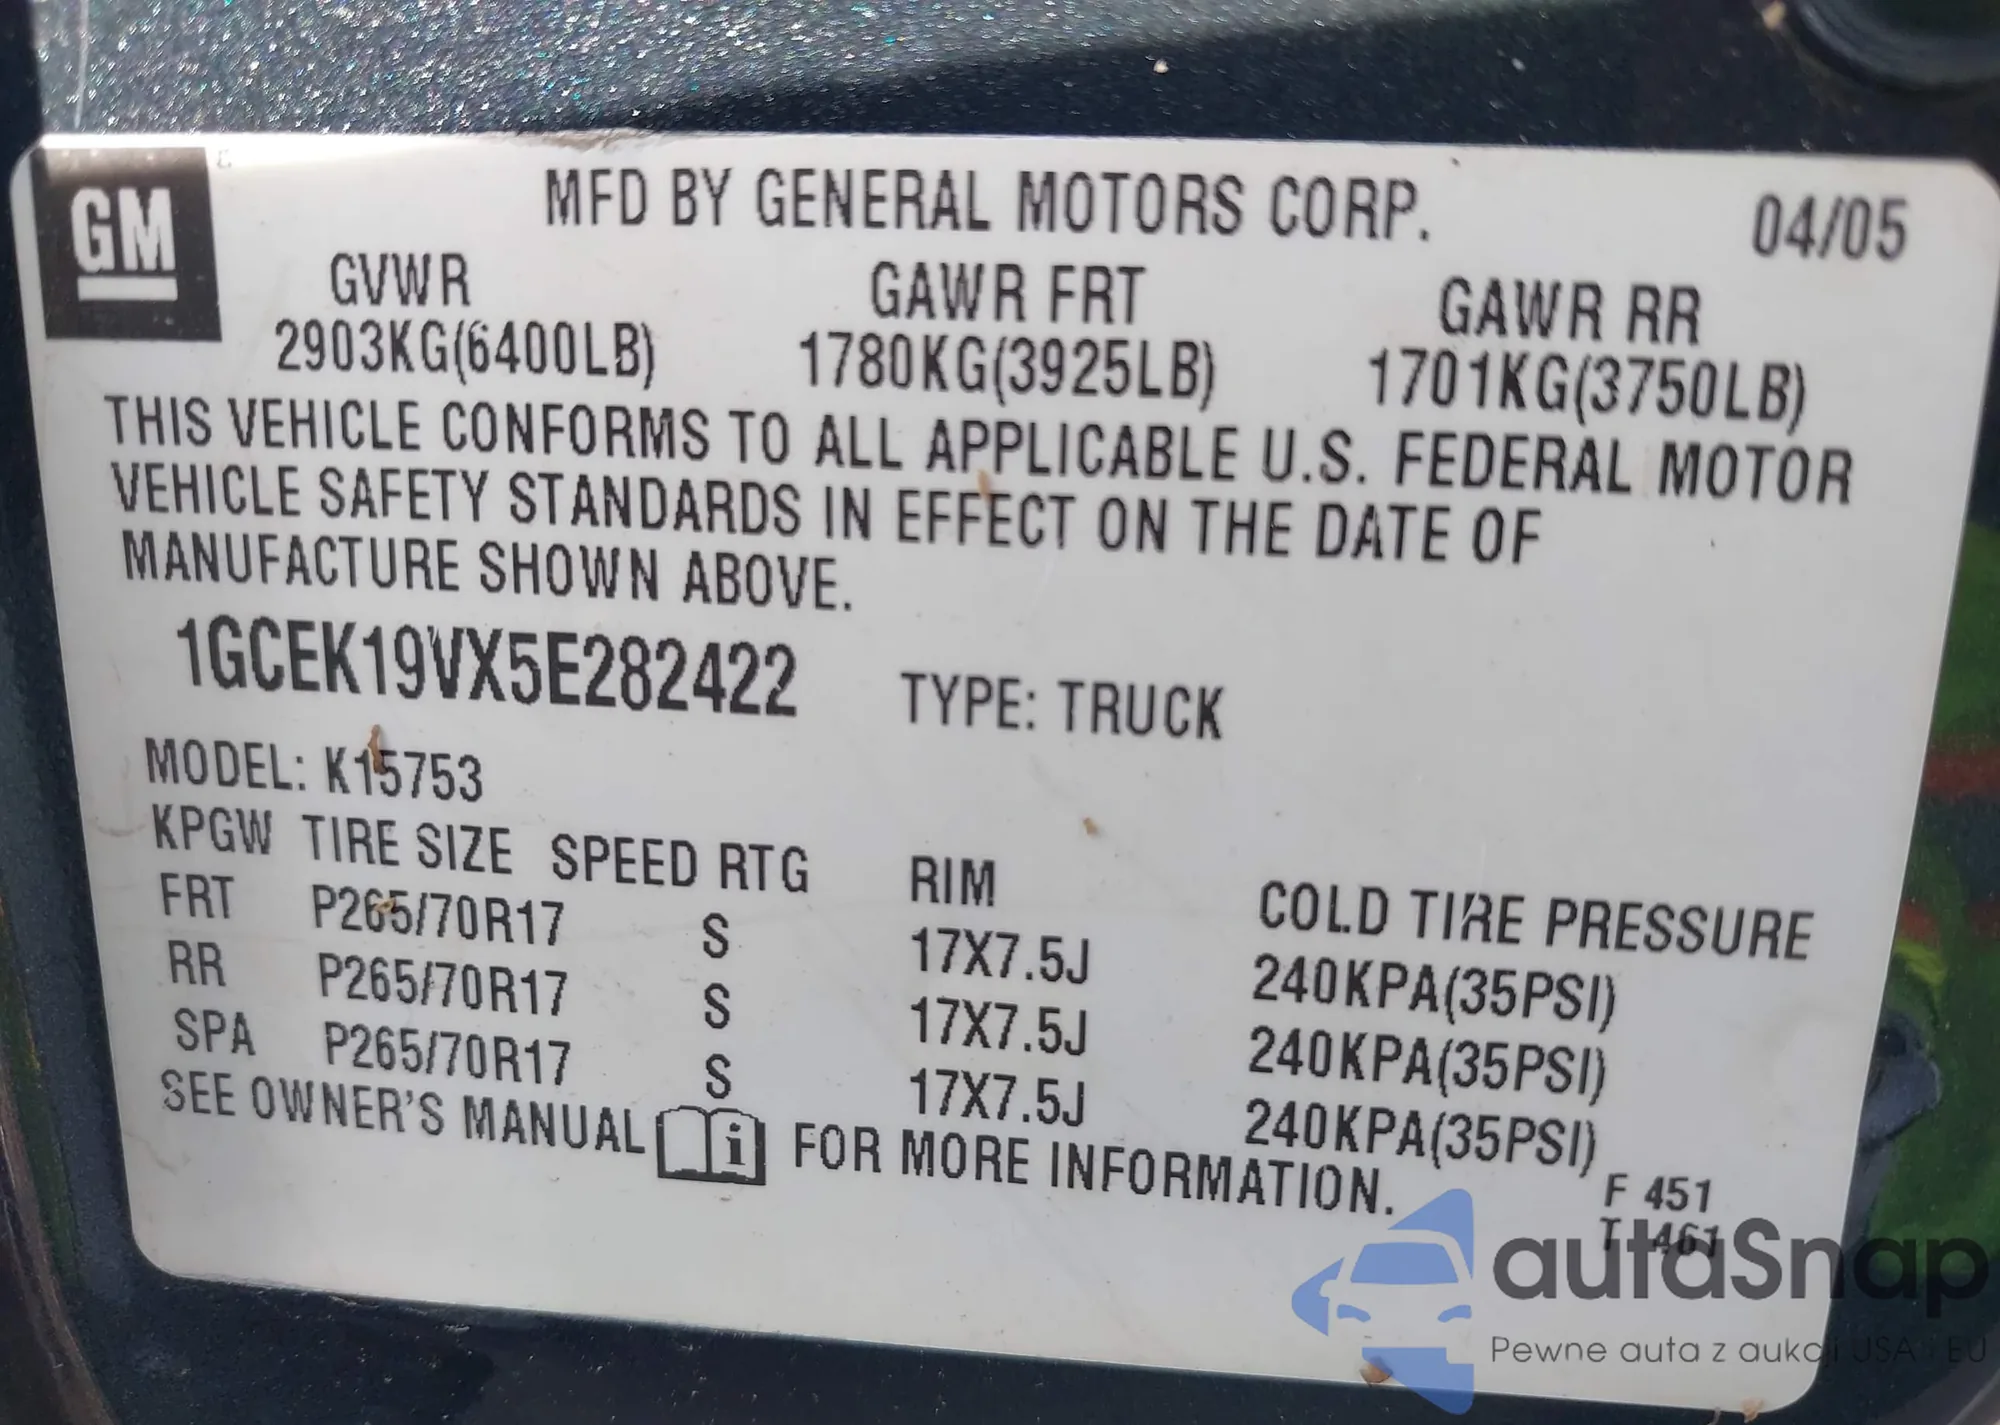 GM
MFD BY GENERAL MOTORS CORP. 04/05
GVWR GAWR FRT GAWR RR
2903KG(6400LB) 1780KG(3925LB) 1701KG(3750LB)
THIS VEHICLE CONFORMS TO ALL APPLICABLE U.S. FEDERAL MOTOR
VEHICLE SAFETY STANDARDS IN EFFECT ON THE DATE OF
MANUFACTURE SHOWN ABOVE.
1GCEK19VX5E282422 TYPE: TRUCK
MODEL: K15753
KPGW TIRE SIZE SPEED RTG RIM COLD TIRE PRESSURE
FRT P265/70R17 S 17X7.5J 240KPA(35PSI)
RR P265/70R17 S 17X7.5J 240KPA(35PSI)
SPA P265/70R17 S 17X7.5J 240KPA(35PSI)
SEE OWNER'S MANUAL i FOR MORE INFORMATION.
F 451
T 461
autaSnap
Pewne auta z aukcji USA i EU